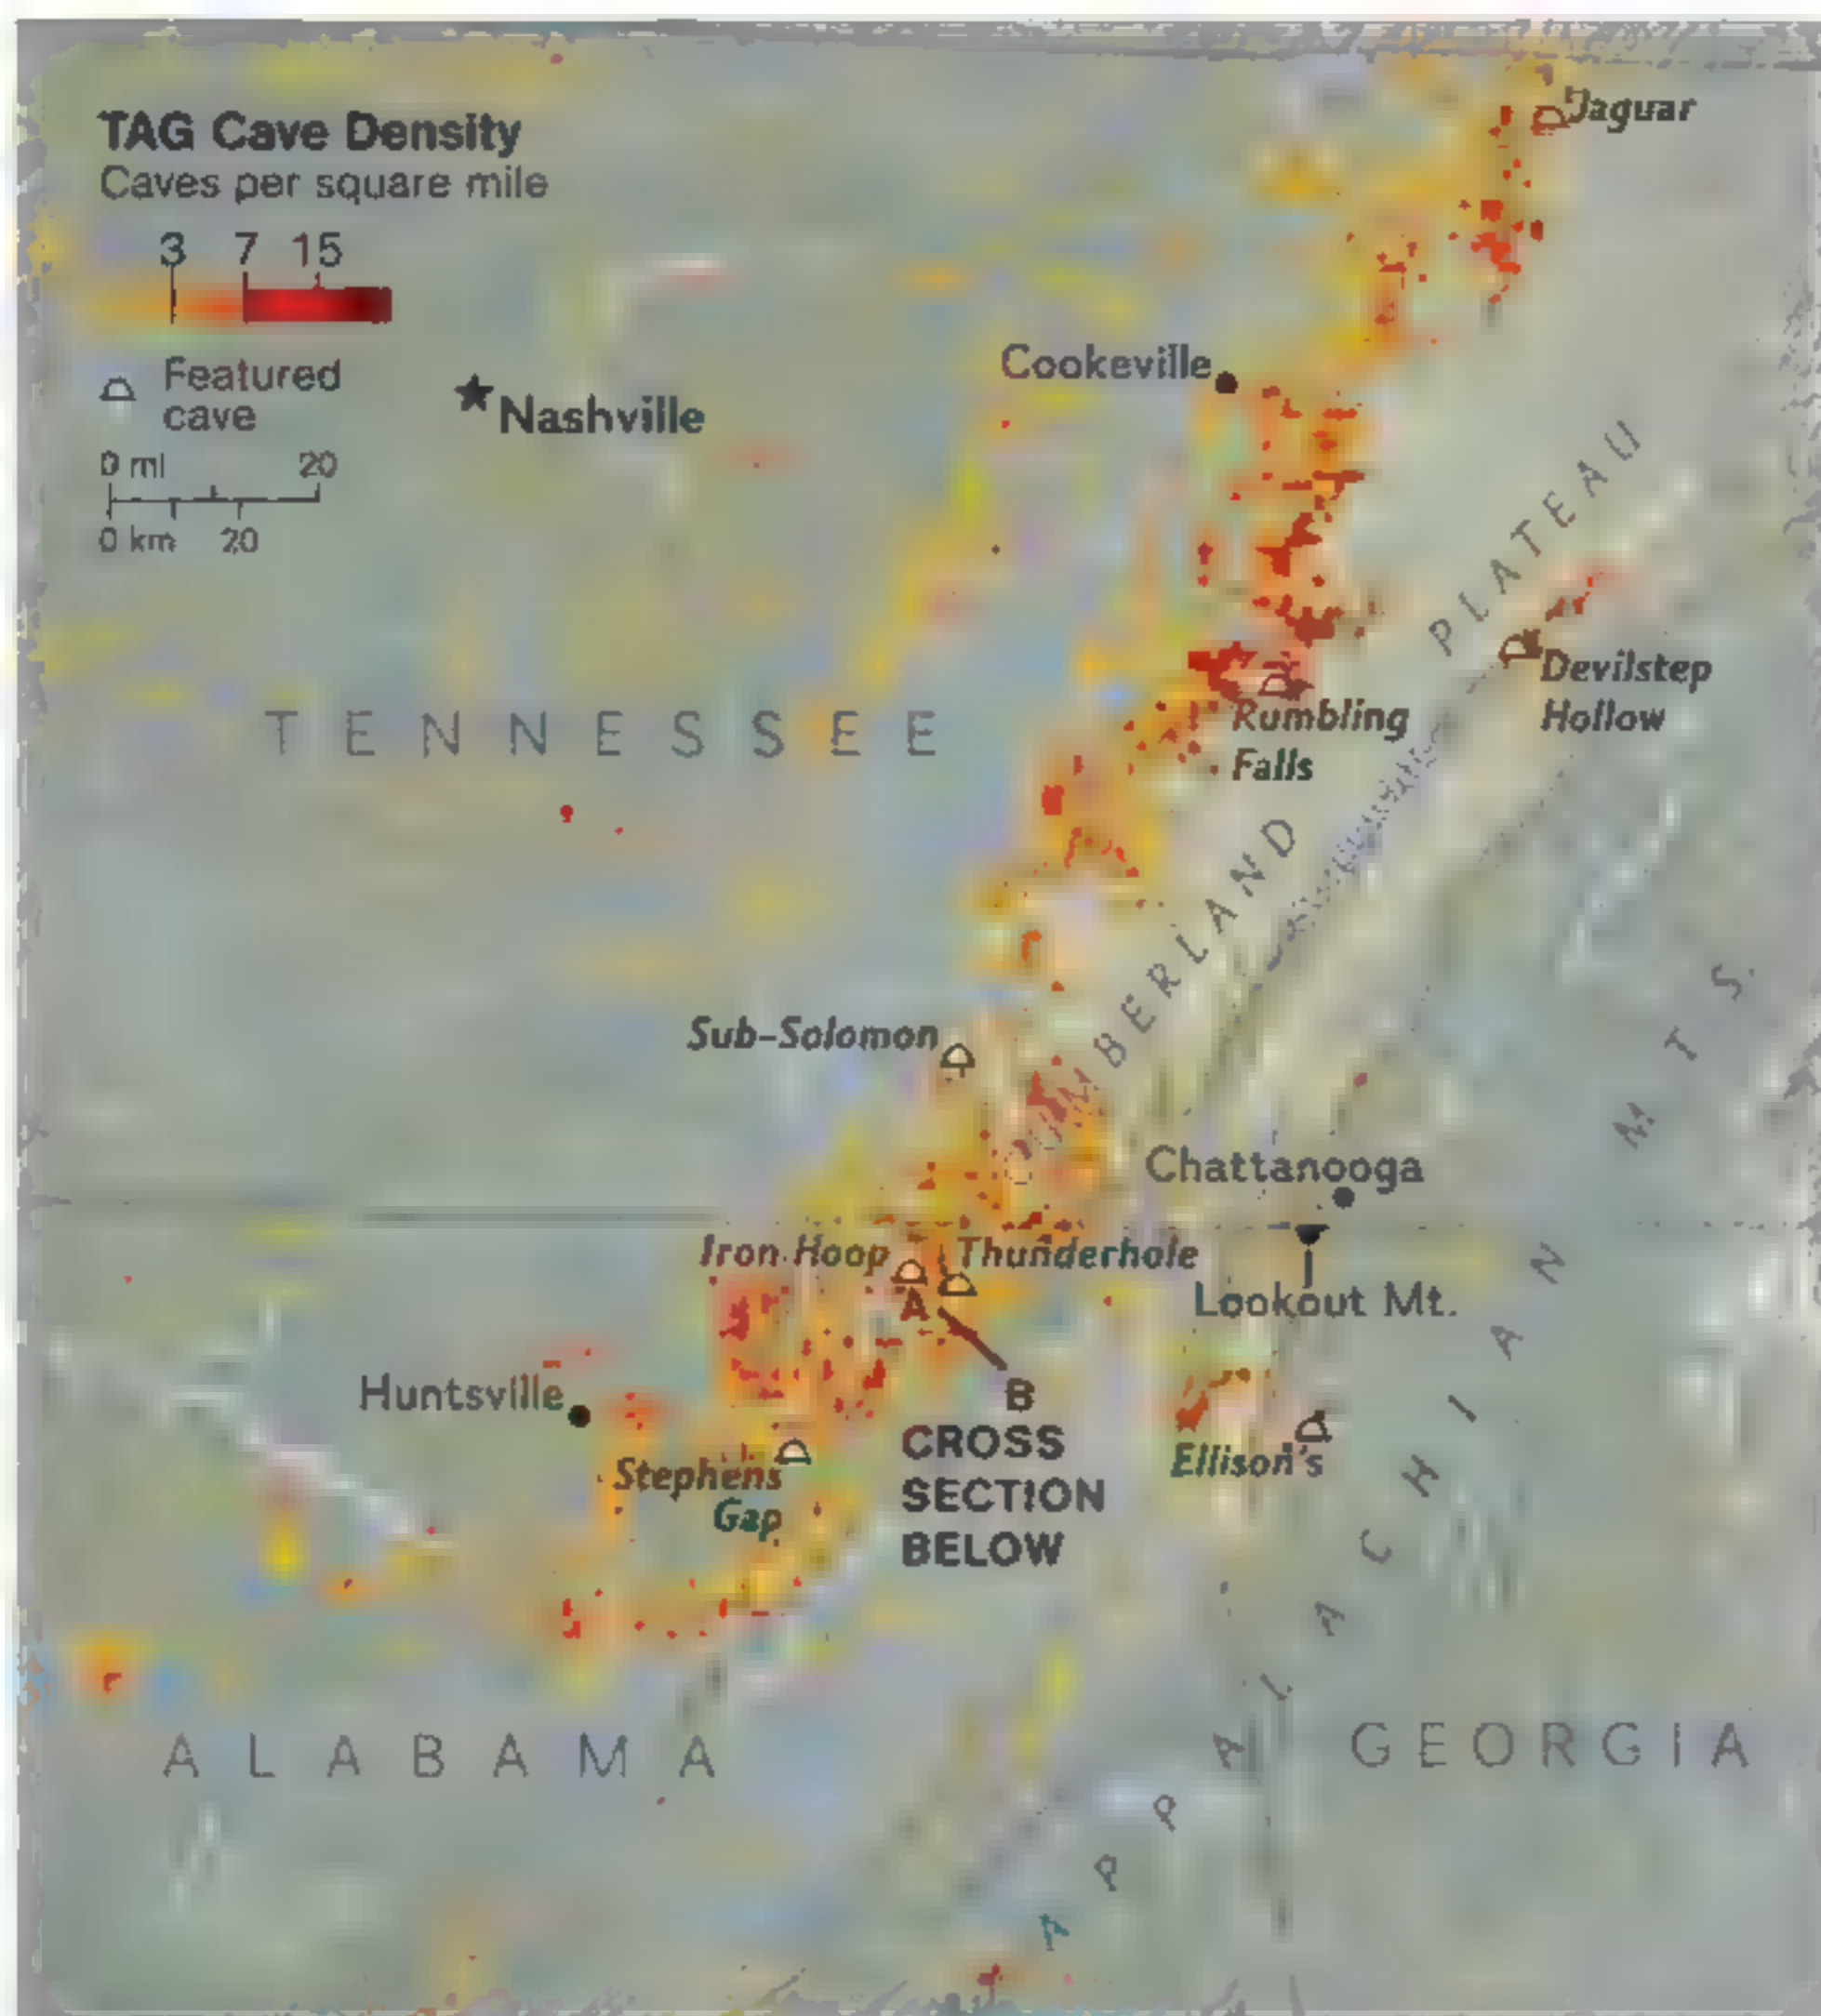 TAG Cave Density
Caves per square mile
3 7 15
Featured
cave
0 mi 20
0 km 20
Nashville
Jaguar
Cookeville
Devilstep
Hollow
Rumbling
Falls
TENNESSEE
CUMBERLAND PLATEAU
Sub-Solomon
Chattanooga
Lookout Mt.
Iron Hoop
Thunderhole
A
B
CROSS
SECTION
BELOW
Huntsville
Stephens
Gap
Ellison's
APPALACHIAN MTS.
ALABAMA
GEORGIA